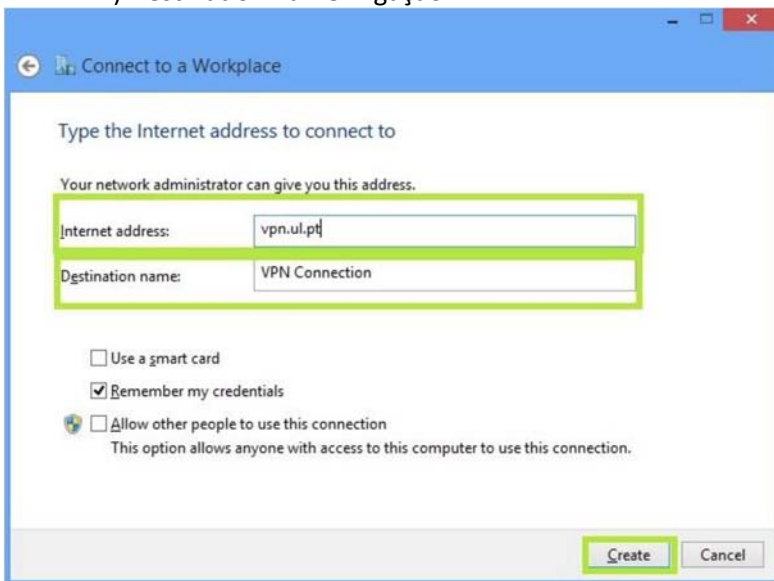 Connect to a Workplace
Type the Internet address to connect to
Your network administrator can give you this address.
Internet address: vpn.ul.pt
Destination name: VPN Connection
Use a smart card
Remember my credentials
Allow other people to use this connection
This option allows anyone with access to this computer to use this connection.
Create Cancel